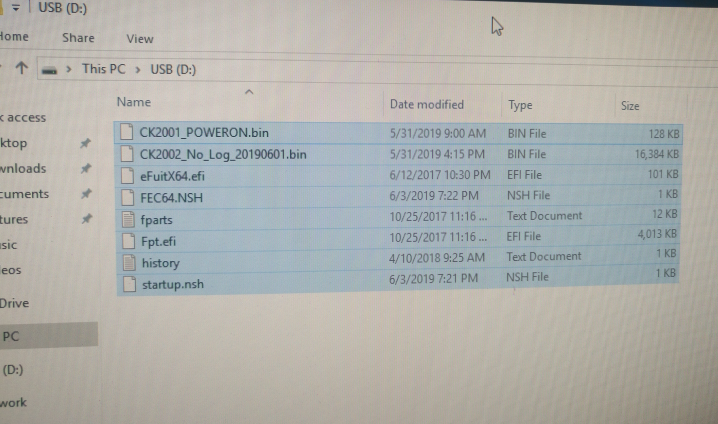 USB (D:)
Home Share View
This PC › USB (D:)
Name Date modified Type Size
CK2001_POWERON.bin 5/31/2019 9:00 AM BIN File 128 KB
CK2002_No_Log_20190601.bin 5/31/2019 4:15 PM BIN File 16,384 KB
eFuitX64.efi 6/12/2017 10:30 PM EFI File 101 KB
FEC64.NSH 6/3/2019 7:22 PM NSH File 1 KB
fparts 10/25/2017 11:16 ... Text Document 12 KB
Fpt.efi 10/25/2017 11:16 ... EFI File 4,013 KB
history 4/10/2018 9:25 AM Text Document 1 KB
startup.nsh 6/3/2019 7:21 PM NSH File 1 KB
k access
ktop
wnloads
cuments
tures
sic
eos
Drive
PC
(D:)
work